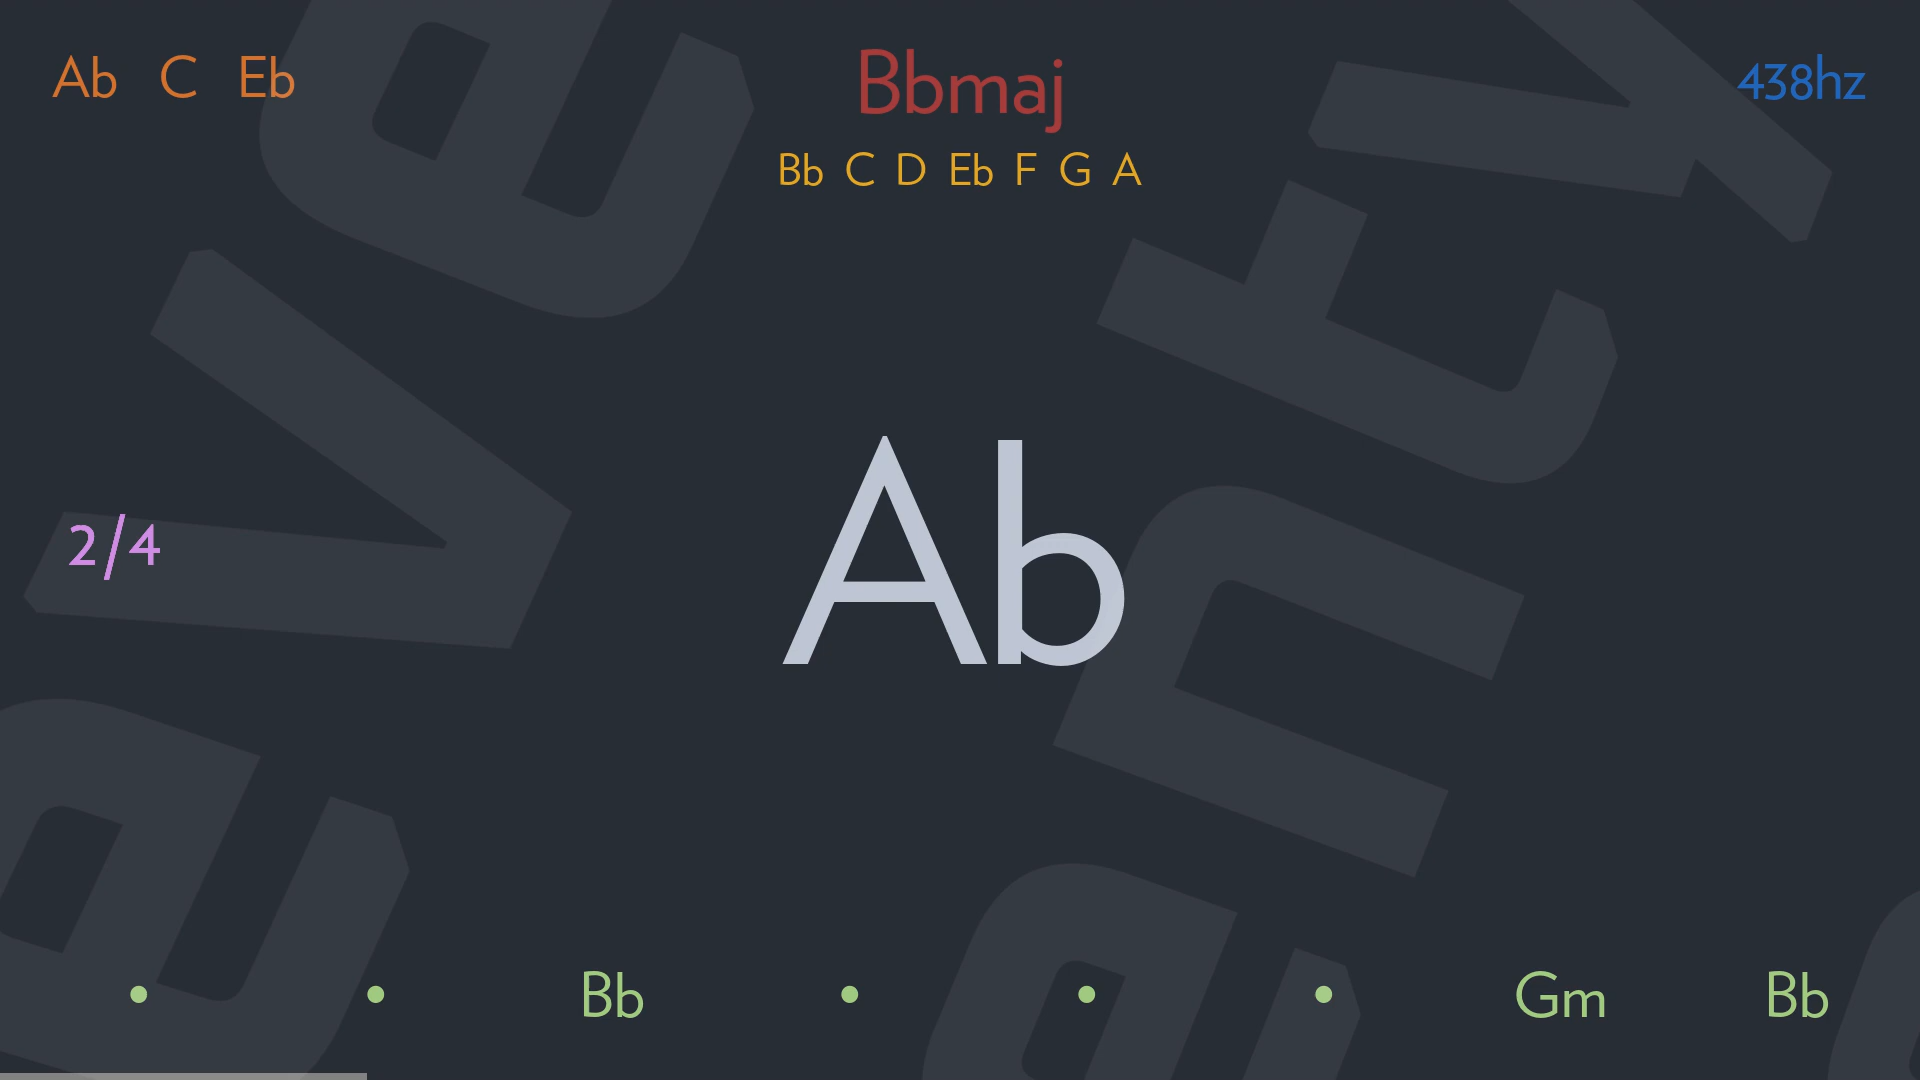 Ab C Eb
Bbmaj
438hz
Bb C D Eb F G A
Ab
2/4
• • Bb • • • Gm Bb